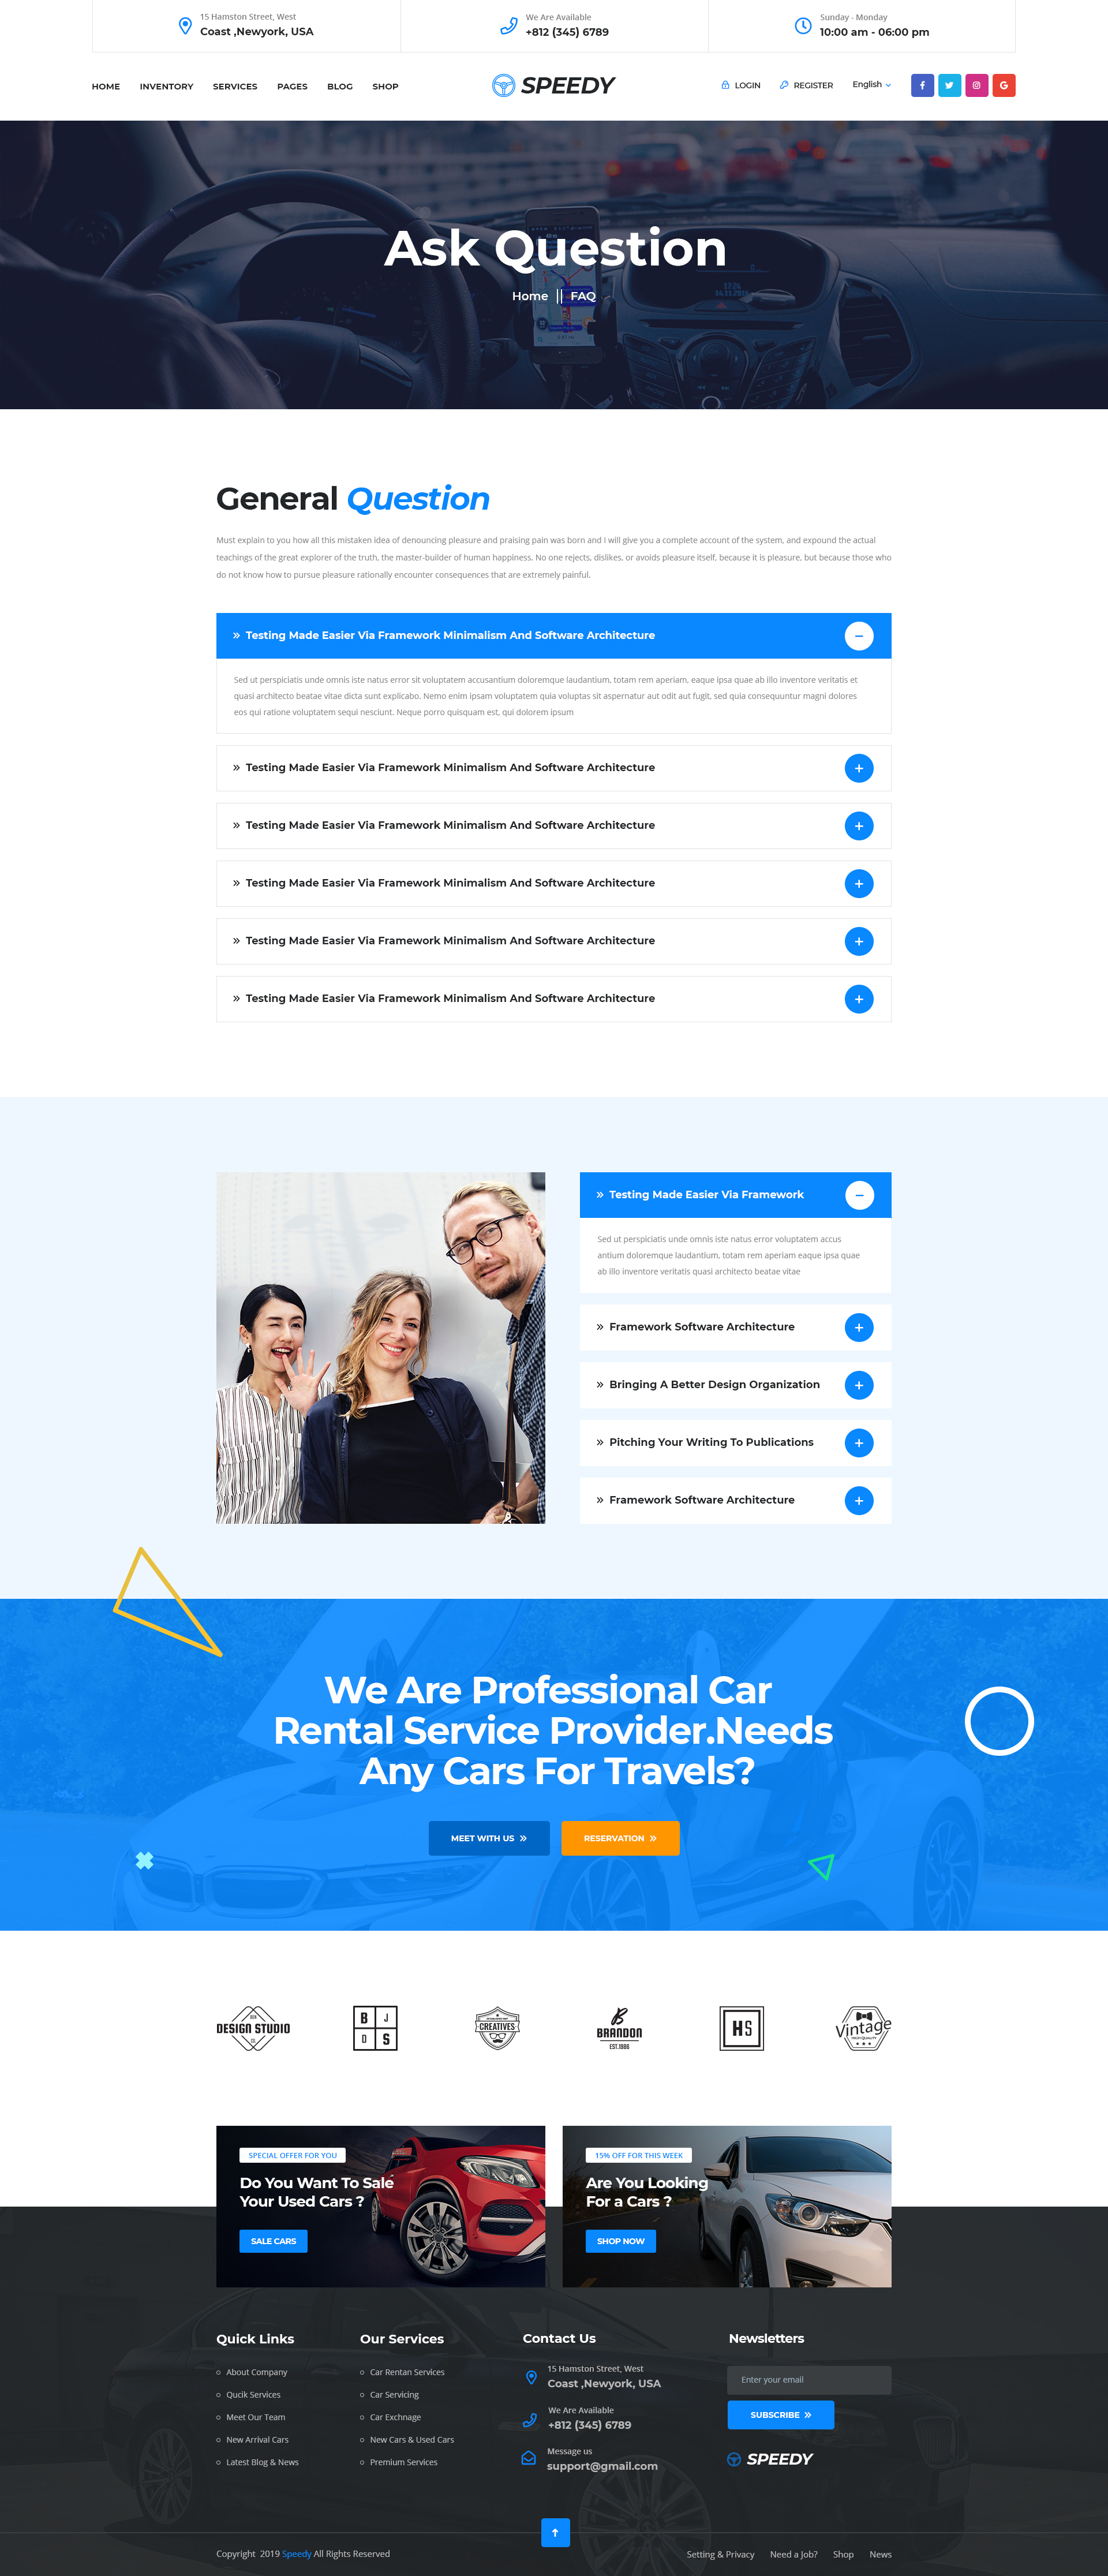 15 Hamston Street, West
Coast ,Newyork, USA
We Are Available
+812 (345) 6789
Sunday - Monday
10:00 am - 06:00 pm
HOME INVENTORY SERVICES PAGES BLOG SHOP
SPEEDY
LOGIN REGISTER English
Ask Question
Home || FAQ
General Question
Must explain to you how all this mistaken idea of denouncing pleasure and praising pain was born and I will give you a complete account of the system, and expound the actual
teachings of the great explorer of the truth, the master-builder of human happiness. No one rejects, dislikes, or avoids pleasure itself, because it is pleasure, but because those who
do not know how to pursue pleasure rationally encounter consequences that are extremely painful.
» Testing Made Easier Via Framework Minimalism And Software Architecture
Sed ut perspiciatis unde omnis iste natus error sit voluptatem accusantium doloremque laudantium, totam rem aperiam, eaque ipsa quae ab illo inventore veritatis et
quasi architecto beatae vitae dicta sunt explicabo. Nemo enim ipsam voluptatem quia voluptas sit aspernatur aut odit aut fugit, sed quia consequuntur magni dolores
eos qui ratione voluptatem sequi nesciunt. Neque porro quisquam est, qui dolorem ipsum
» Testing Made Easier Via Framework Minimalism And Software Architecture
» Testing Made Easier Via Framework Minimalism And Software Architecture
» Testing Made Easier Via Framework Minimalism And Software Architecture
» Testing Made Easier Via Framework Minimalism And Software Architecture
» Testing Made Easier Via Framework Minimalism And Software Architecture
» Testing Made Easier Via Framework
Sed ut perspiciatis unde omnis iste natus error voluptatem accus
antium doloremque laudantium, totam rem aperiam eaque ipsa quae
ab illo inventore veritatis quasi architecto beatae vitae
» Framework Software Architecture
» Bringing A Better Design Organization
» Pitching Your Writing To Publications
» Framework Software Architecture
We Are Professional Car
Rental Service Provider.Needs
Any Cars For Travels?
MEET WITH US »
RESERVATION »
DESIGN STUDIO
CO.
B J
D S
CREATIVES
B
BRANDON
EST.1986
HS
Vintage
HIGH QUALITY
SPECIAL OFFER FOR YOU
Do You Want To Sale
Your Used Cars ?
SALE CARS
15% OFF FOR THIS WEEK
Are You Looking
For a Cars ?
SHOP NOW
Quick Links
About Company
Qucik Services
Meet Our Team
New Arrival Cars
Latest Blog & News
Our Services
Car Rentan Services
Car Servicing
Car Exchnage
New Cars & Used Cars
Premium Services
Contact Us
15 Hamston Street, West
Coast ,Newyork, USA
We Are Available
+812 (345) 6789
Message us
support@gmail.com
Newsletters
Enter your email
SUBSCRIBE »
SPEEDY
Copyright 2019 Speedy All Rights Reserved
Setting & Privacy Need a Job? Shop News